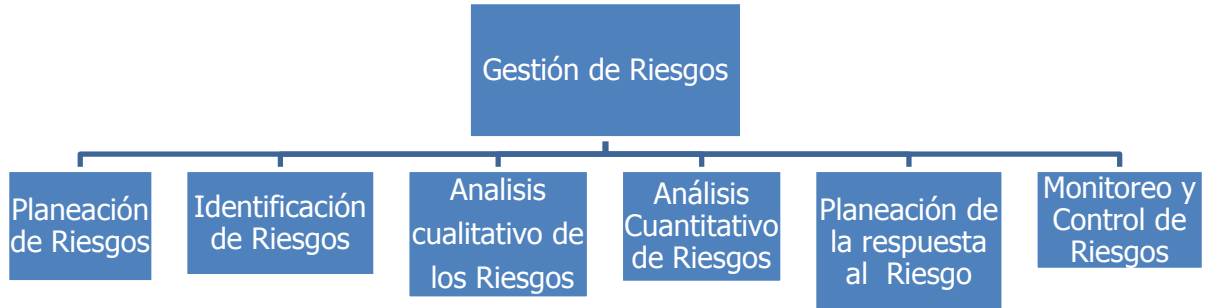 Gestión de Riesgos
Planeación
de Riesgos
Identificación
de Riesgos
Analisis
cualitativo de
los Riesgos
Análisis
Cuantitativo
de Riesgos
Planeación de
la respuesta
al Riesgo
Monitoreo y
Control de
Riesgos